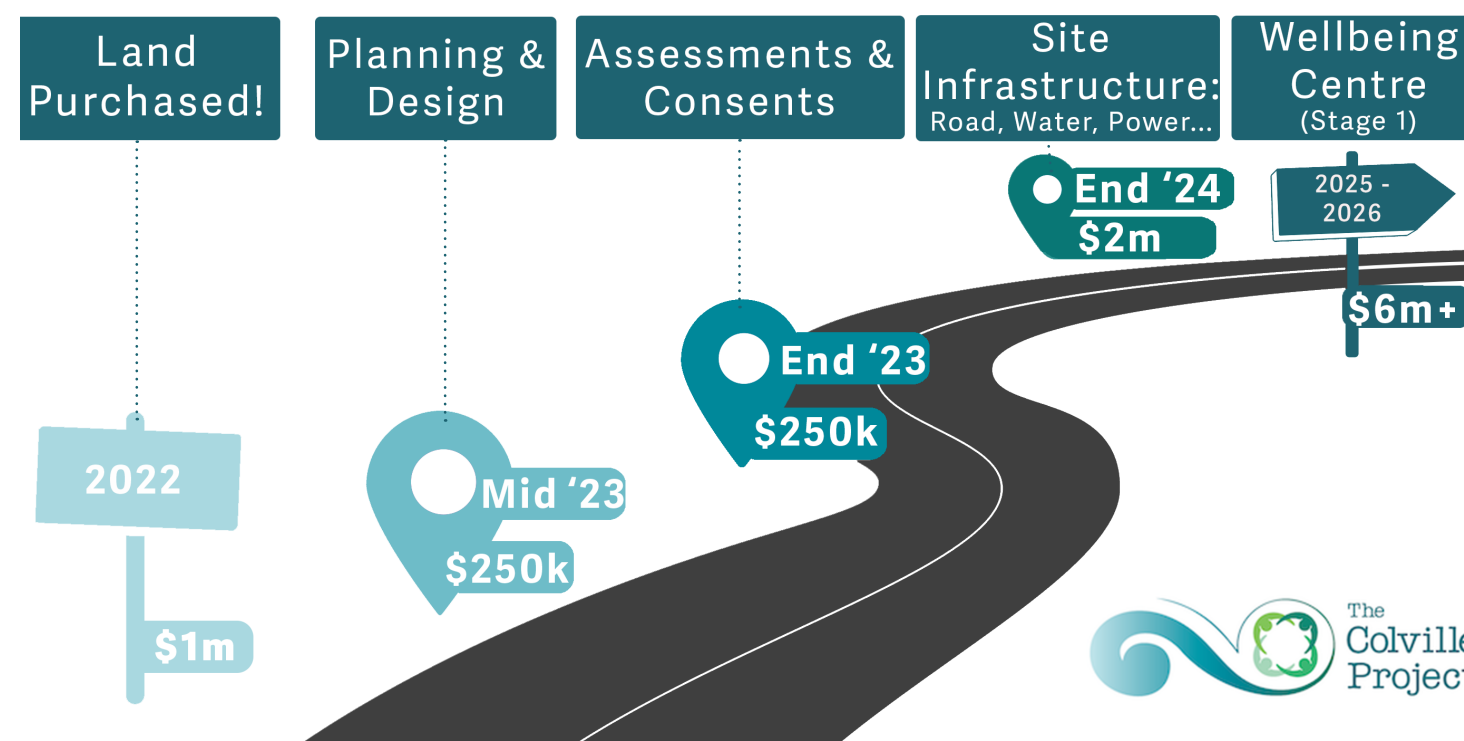 Land
Purchased!
Planning &
Design
Assessments &
Consents
Site
Infrastructure:
Road, Water, Power...
Wellbeing
Centre
(Stage 1)
2022
$1m
Mid ‘23
$250k
End ‘23
$250k
End ‘24
$2m
2025 -
2026
$6m+
The
Colville
Project